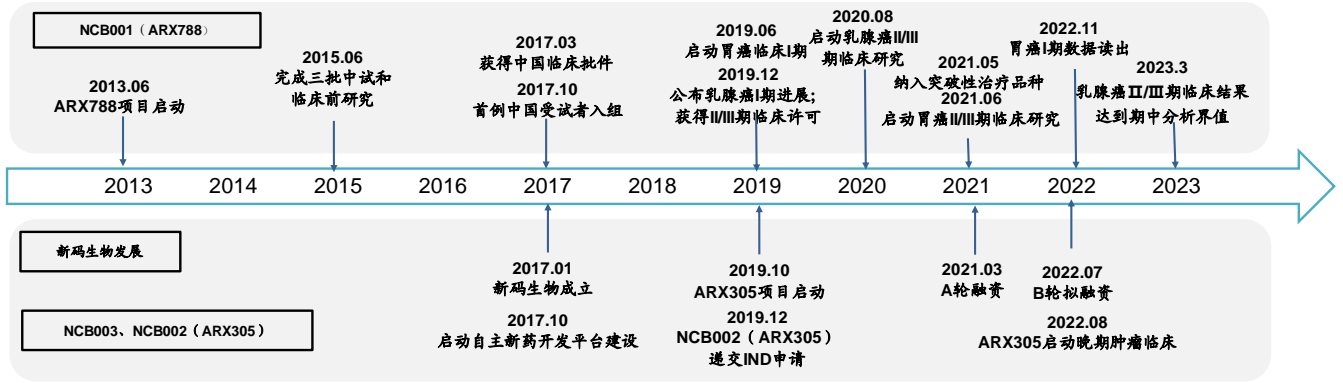 NCB001（ARX788）
2013.06
ARX788项目启动
2015.06
完成三批中试和
临床前研究
2017.03
获得中国临床批件
2017.10
首例中国受试者入组
2019.06
启动胃癌临床I期
2019.12
公布乳腺癌I期进展;
获得II/III期临床许可
2020.08
启动乳腺癌II/III
期临床研究
2021.05
纳入突破性治疗品种
2021.06
启动胃癌II/III期临床研究
2022.11
胃癌I期数据读出
2023.3
乳腺癌Ⅱ/Ⅲ期临床结果
达到期中分析界值
2013
2014
2015
2016
2017
2018
2019
2020
2021
2022
2023
新码生物发展
NCB003、NCB002（ARX305）
2017.01
新码生物成立
2017.10
启动自主新药开发平台建设
2019.10
ARX305项目启动
2019.12
NCB002（ARX305）
递交IND申请
2021.03
A轮融资
2022.07
B轮拟融资
2022.08
ARX305启动晚期肿瘤临床